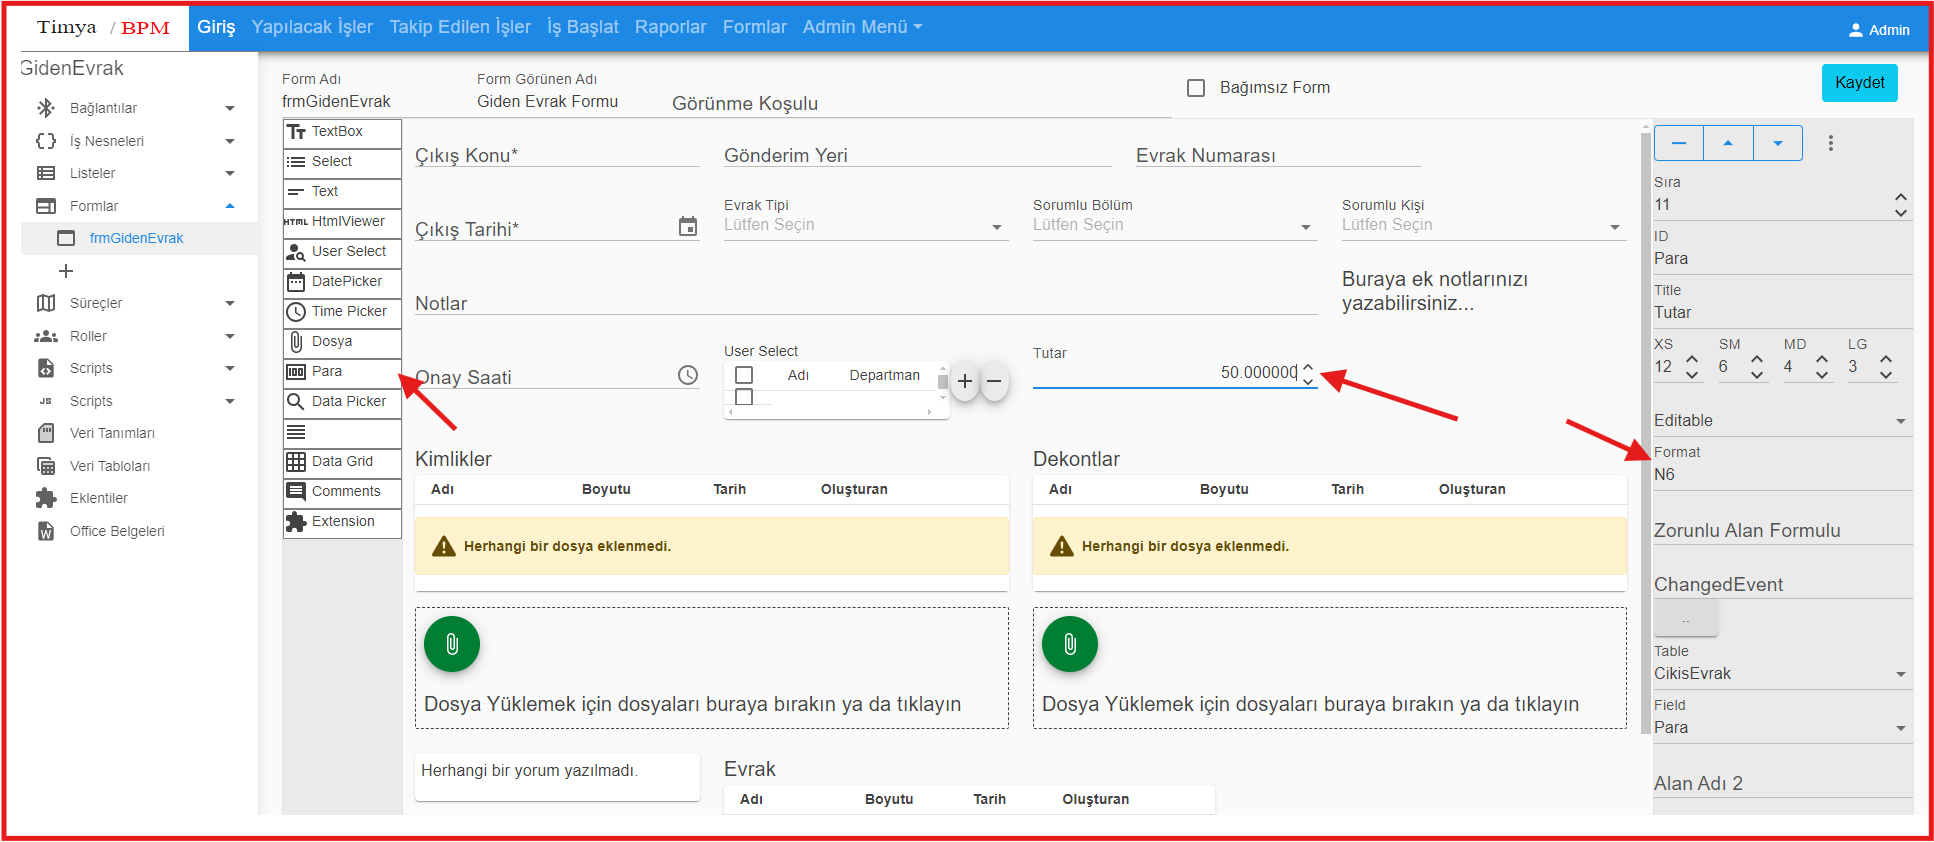 Timya / BPM
Giriş Yapılacak İşler Takip Edilen İşler İş Başlat Raporlar Formlar Admin Menü
Admin
GidenEvrak
Bağlantılar
İş Nesneleri
Listeler
Formlar
frmGidenEvrak
Süreçler
Roller
Scripts
JS Scripts
Veri Tanımları
Veri Tabloları
Eklentiler
Office Belgeleri
Form Adı
frmGidenEvrak
Form Görünen Adı
Giden Evrak Formu
Görünme Koşulu
Bağımsız Form
Kaydet
TextBox
Select
Text
HTML HtmlViewer
User Select
DatePicker
Time Picker
Dosya
Para
Data Picker
Data Grid
Comments
Extension
Çıkış Konu*
Gönderim Yeri
Evrak Numarası
Çıkış Tarihi*
Evrak Tipi
Lütfen Seçin
Sorumlu Bölüm
Lütfen Seçin
Sorumlu Kişi
Lütfen Seçin
Notlar
Buraya ek notlarınızı
yazabilirsiniz...
Onay Saati
User Select
Adı Departman
Tutar
50.000000
Kimlikler
Adı Boyutu Tarih Oluşturan
Herhangi bir dosya eklenmedi.
Dosya Yüklemek için dosyaları buraya bırakın ya da tıklayın
Dekontlar
Adı Boyutu Tarih Oluşturan
Herhangi bir dosya eklenmedi.
Dosya Yüklemek için dosyaları buraya bırakın ya da tıklayın
Herhangi bir yorum yazılmadı.
Evrak
Adı Boyutu Tarih Oluşturan
Sıra
11
ID
Para
Title
Tutar
XS SM MD LG
12 6 4 3
Editable
Format
N6
Zorunlu Alan Formulu
ChangedEvent
..
Table
CikisEvrak
Field
Para
Alan Adı 2